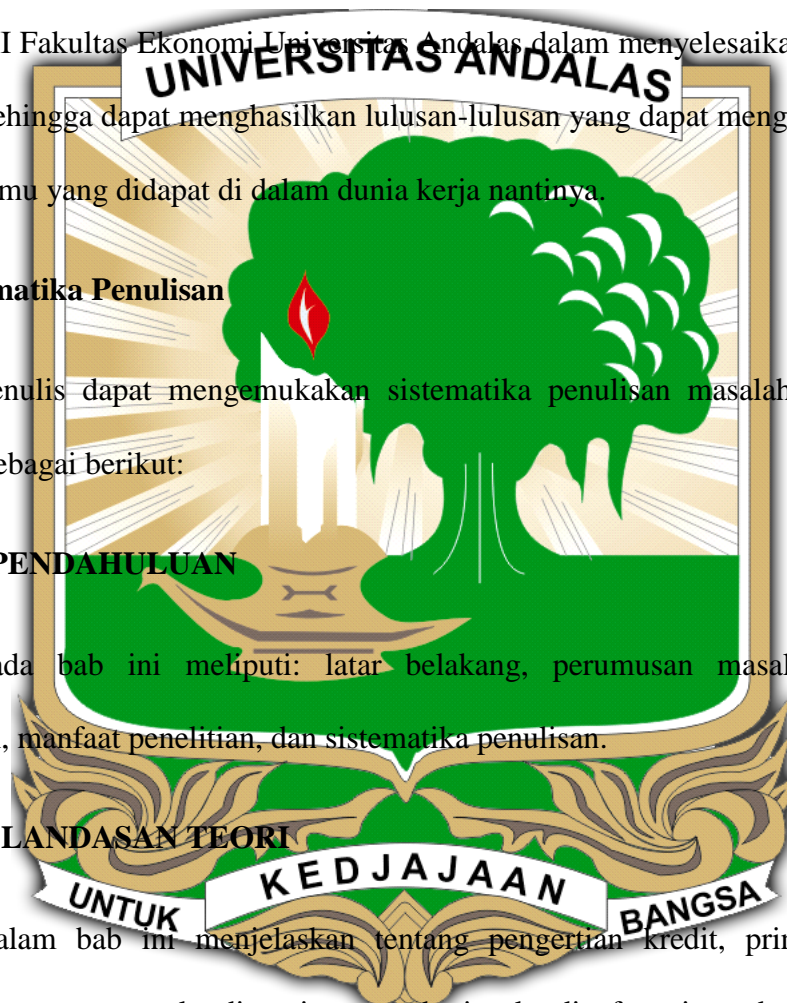 I Fakultas Ekonomi Universitas Andalas dalam menyelesaika
UNIVERSITAS ANDALAS
ehingga dapat menghasilkan lulusan-lulusan yang dapat meng
mu yang didapat di dalam dunia kerja nantinya.
matika Penulisan
enulis dapat mengemukakan sistematika penulisan masalah
ebagai berikut:
PENDAHULUAN
ada bab ini meliputi: latar belakang, perumusan masal
, manfaat penelitian, dan sistematika penulisan.
LANDASAN TEORI
UNTUK KEDJAJAAN BANGSA
alam bab ini menjelaskan tentang pengertian kredit, prin